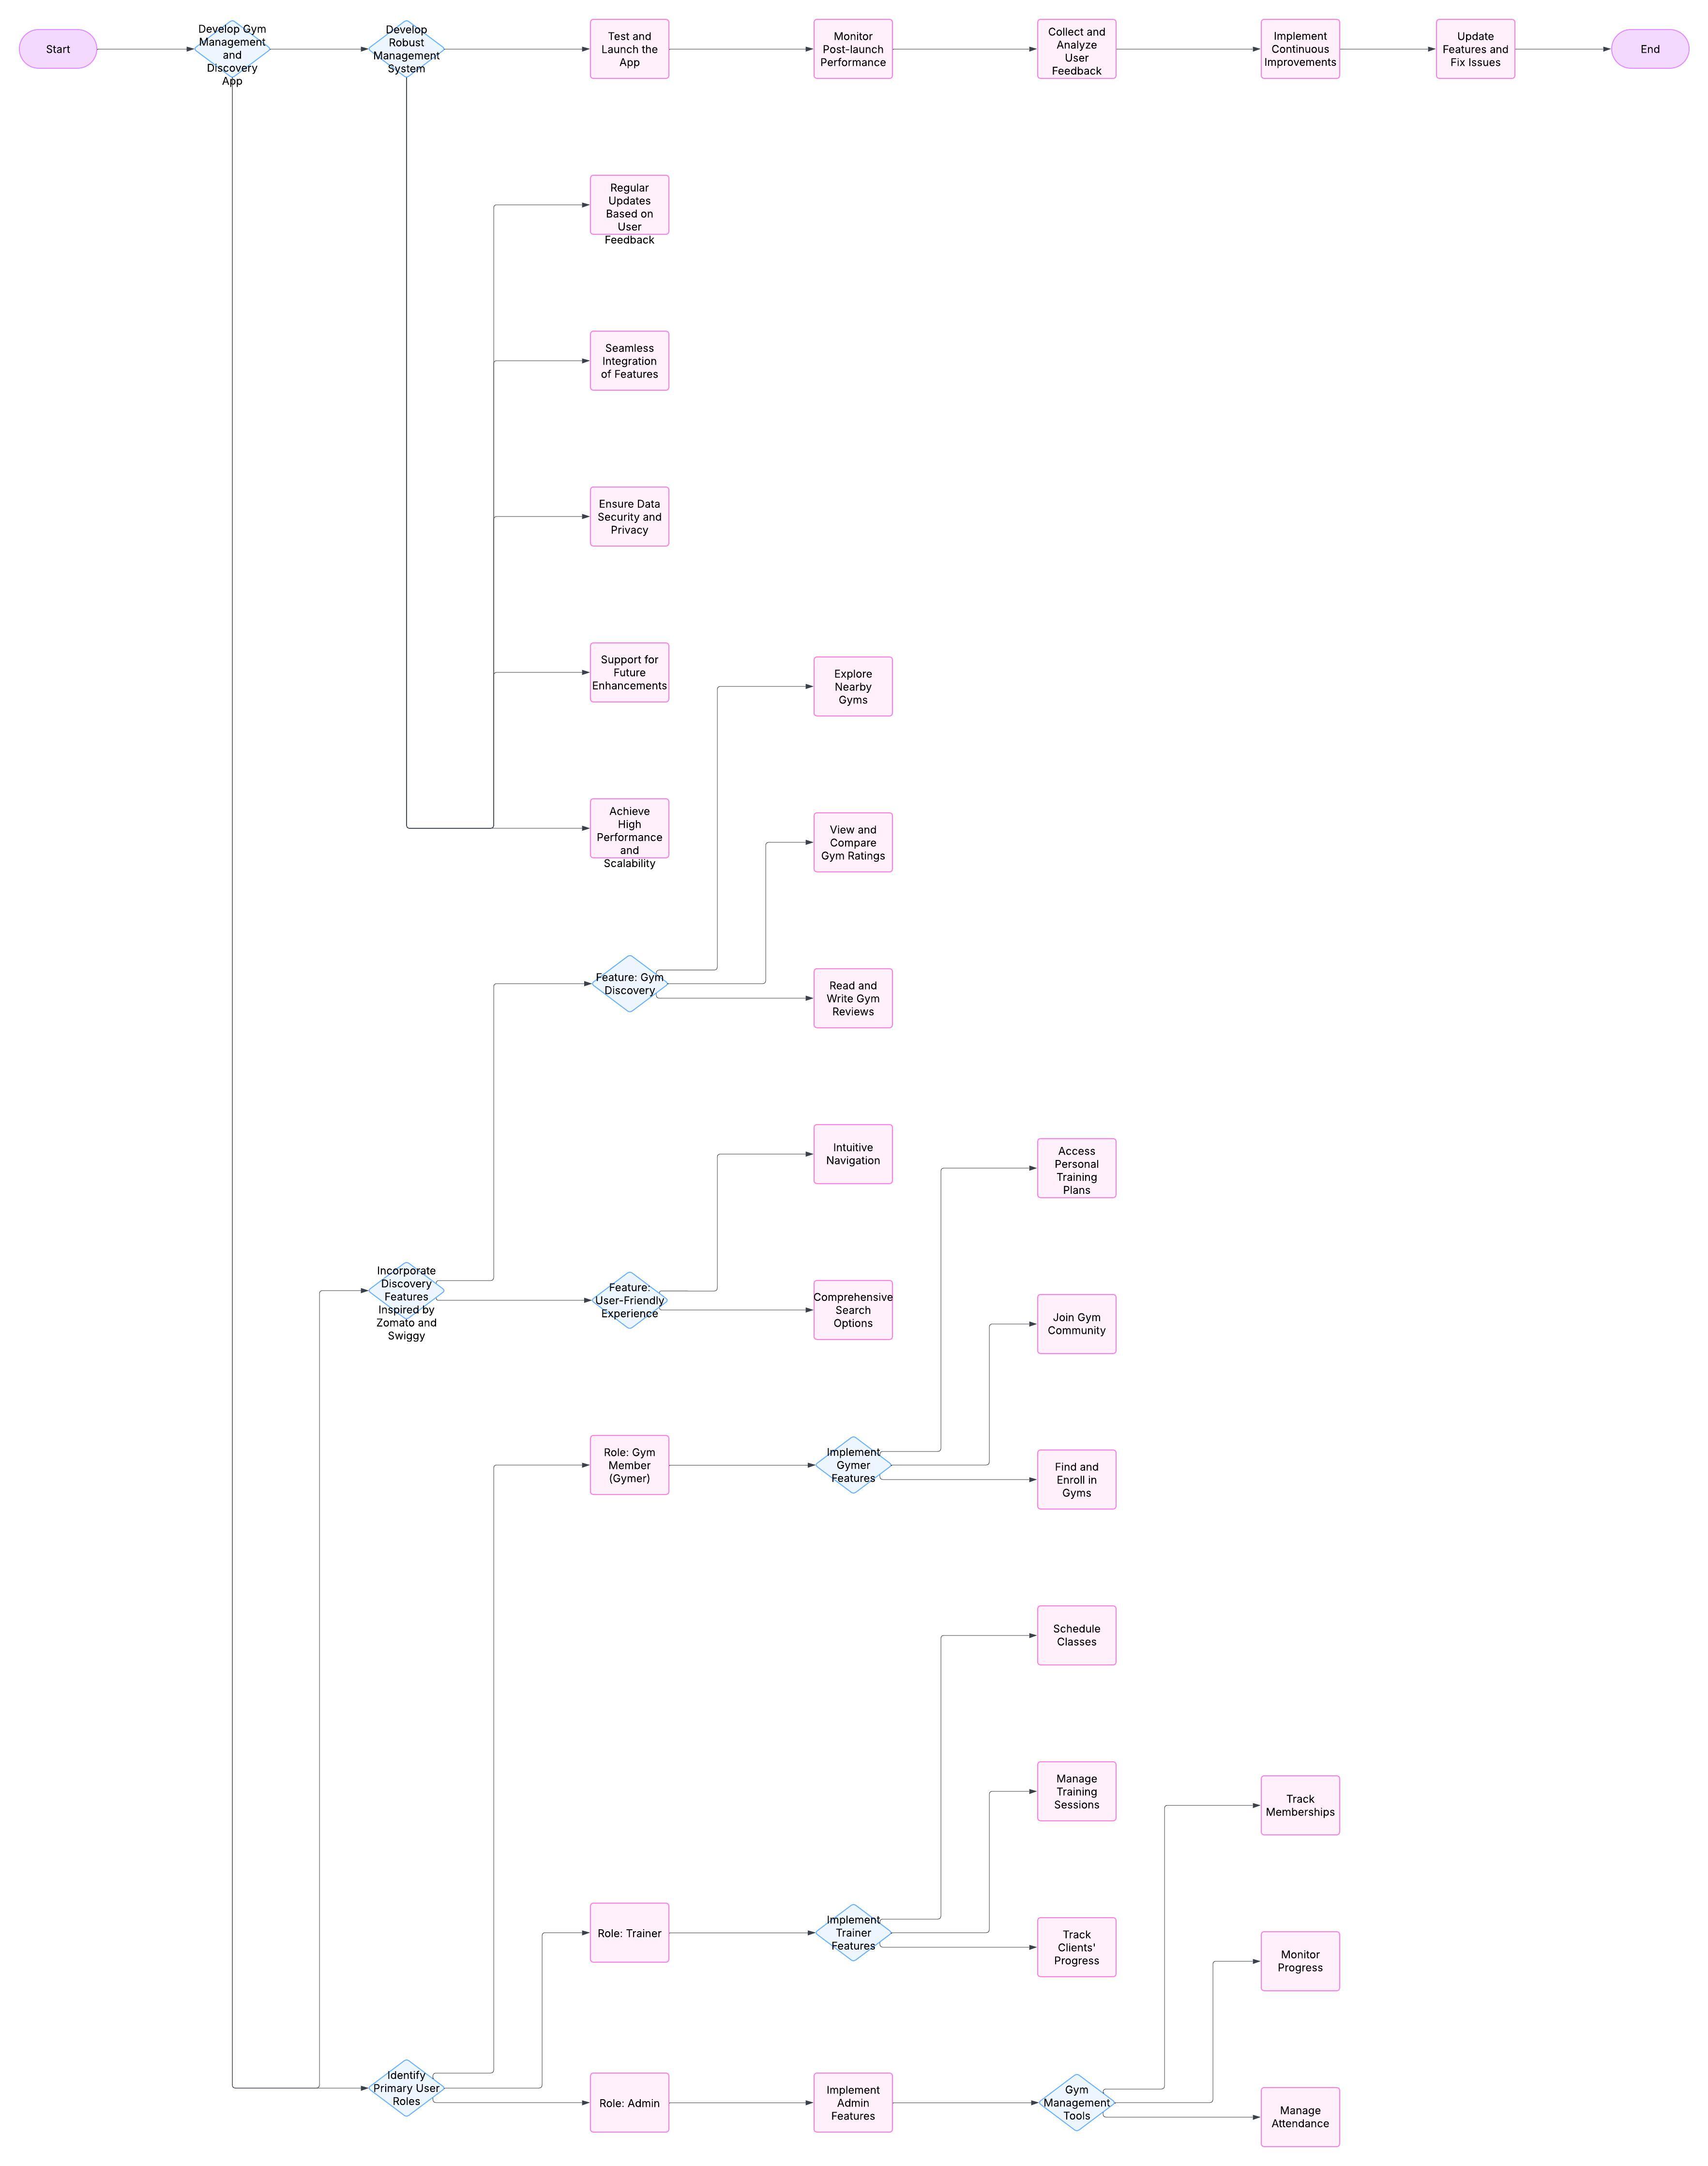 Start
Develop Gym
Management
and
Discovery
App
Develop
Robust
Management
System
Test and
Launch the
App
Monitor
Post-launch
Performance
Collect and
Analyze
User
Feedback
Implement
Continuous
Improvements
Update
Features and
Fix Issues
End
Regular
Updates
Based on
User
Feedback
Seamless
Integration
of Features
Ensure Data
Security and
Privacy
Support for
Future
Enhancements
Explore
Nearby
Gyms
Achieve
High
Performance
and
Scalability
View and
Compare
Gym Ratings
Feature: Gym
Discovery
Read and
Write Gym
Reviews
Intuitive
Navigation
Access
Personal
Training
Plans
Incorporate
Discovery
Features
Inspired by
Zomato and
Swiggy
Feature:
User-Friendly
Experience
Comprehensive
Search
Options
Join Gym
Community
Role: Gym
Member
(Gymer)
Implement
Gymer
Features
Find and
Enroll in
Gyms
Schedule
Classes
Manage
Training
Sessions
Track
Memberships
Role: Trainer
Implement
Trainer
Features
Track
Clients'
Progress
Monitor
Progress
Identify
Primary User
Roles
Role: Admin
Implement
Admin
Features
Gym
Management
Tools
Manage
Attendance